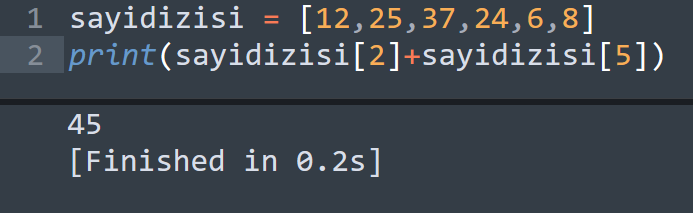 1 sayidizisi = [12,25,37,24,6,8]
2 print(sayidizisi[2]+sayidizisi[5])
45
[Finished in 0.2s]